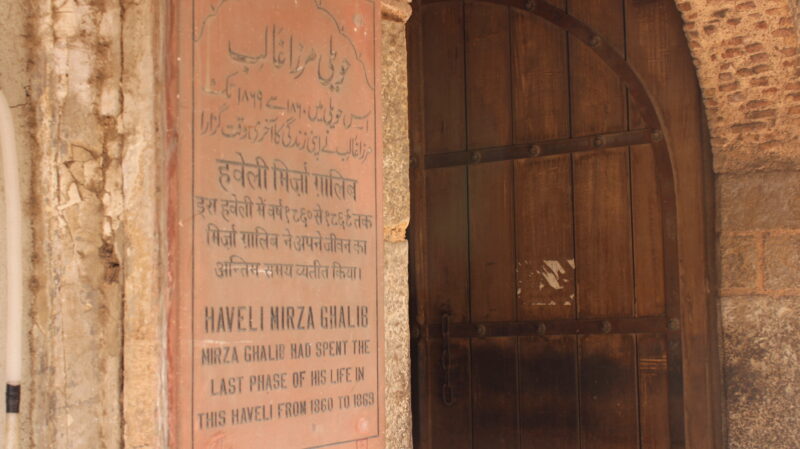 حویلی مرزا غالب
اس حویلی میں ۱۸۶۰ سے ۱۸۶۹ تک
مرزا غالب نے اپنی زندگی کا آخری وقت گزارا
हवेली मिर्ज़ा ग़ालिब
इस हवेली में वर्ष १८६० से १८६९ तक
मिर्ज़ा ग़ालिब ने अपने जीवन का
अन्तिम समय व्यतीत किया।
HAVELI MIRZA GHALIB
MIRZA GHALIB HAD SPENT THE
LAST PHASE OF HIS LIFE IN
THIS HAVELI FROM 1860 TO 1869